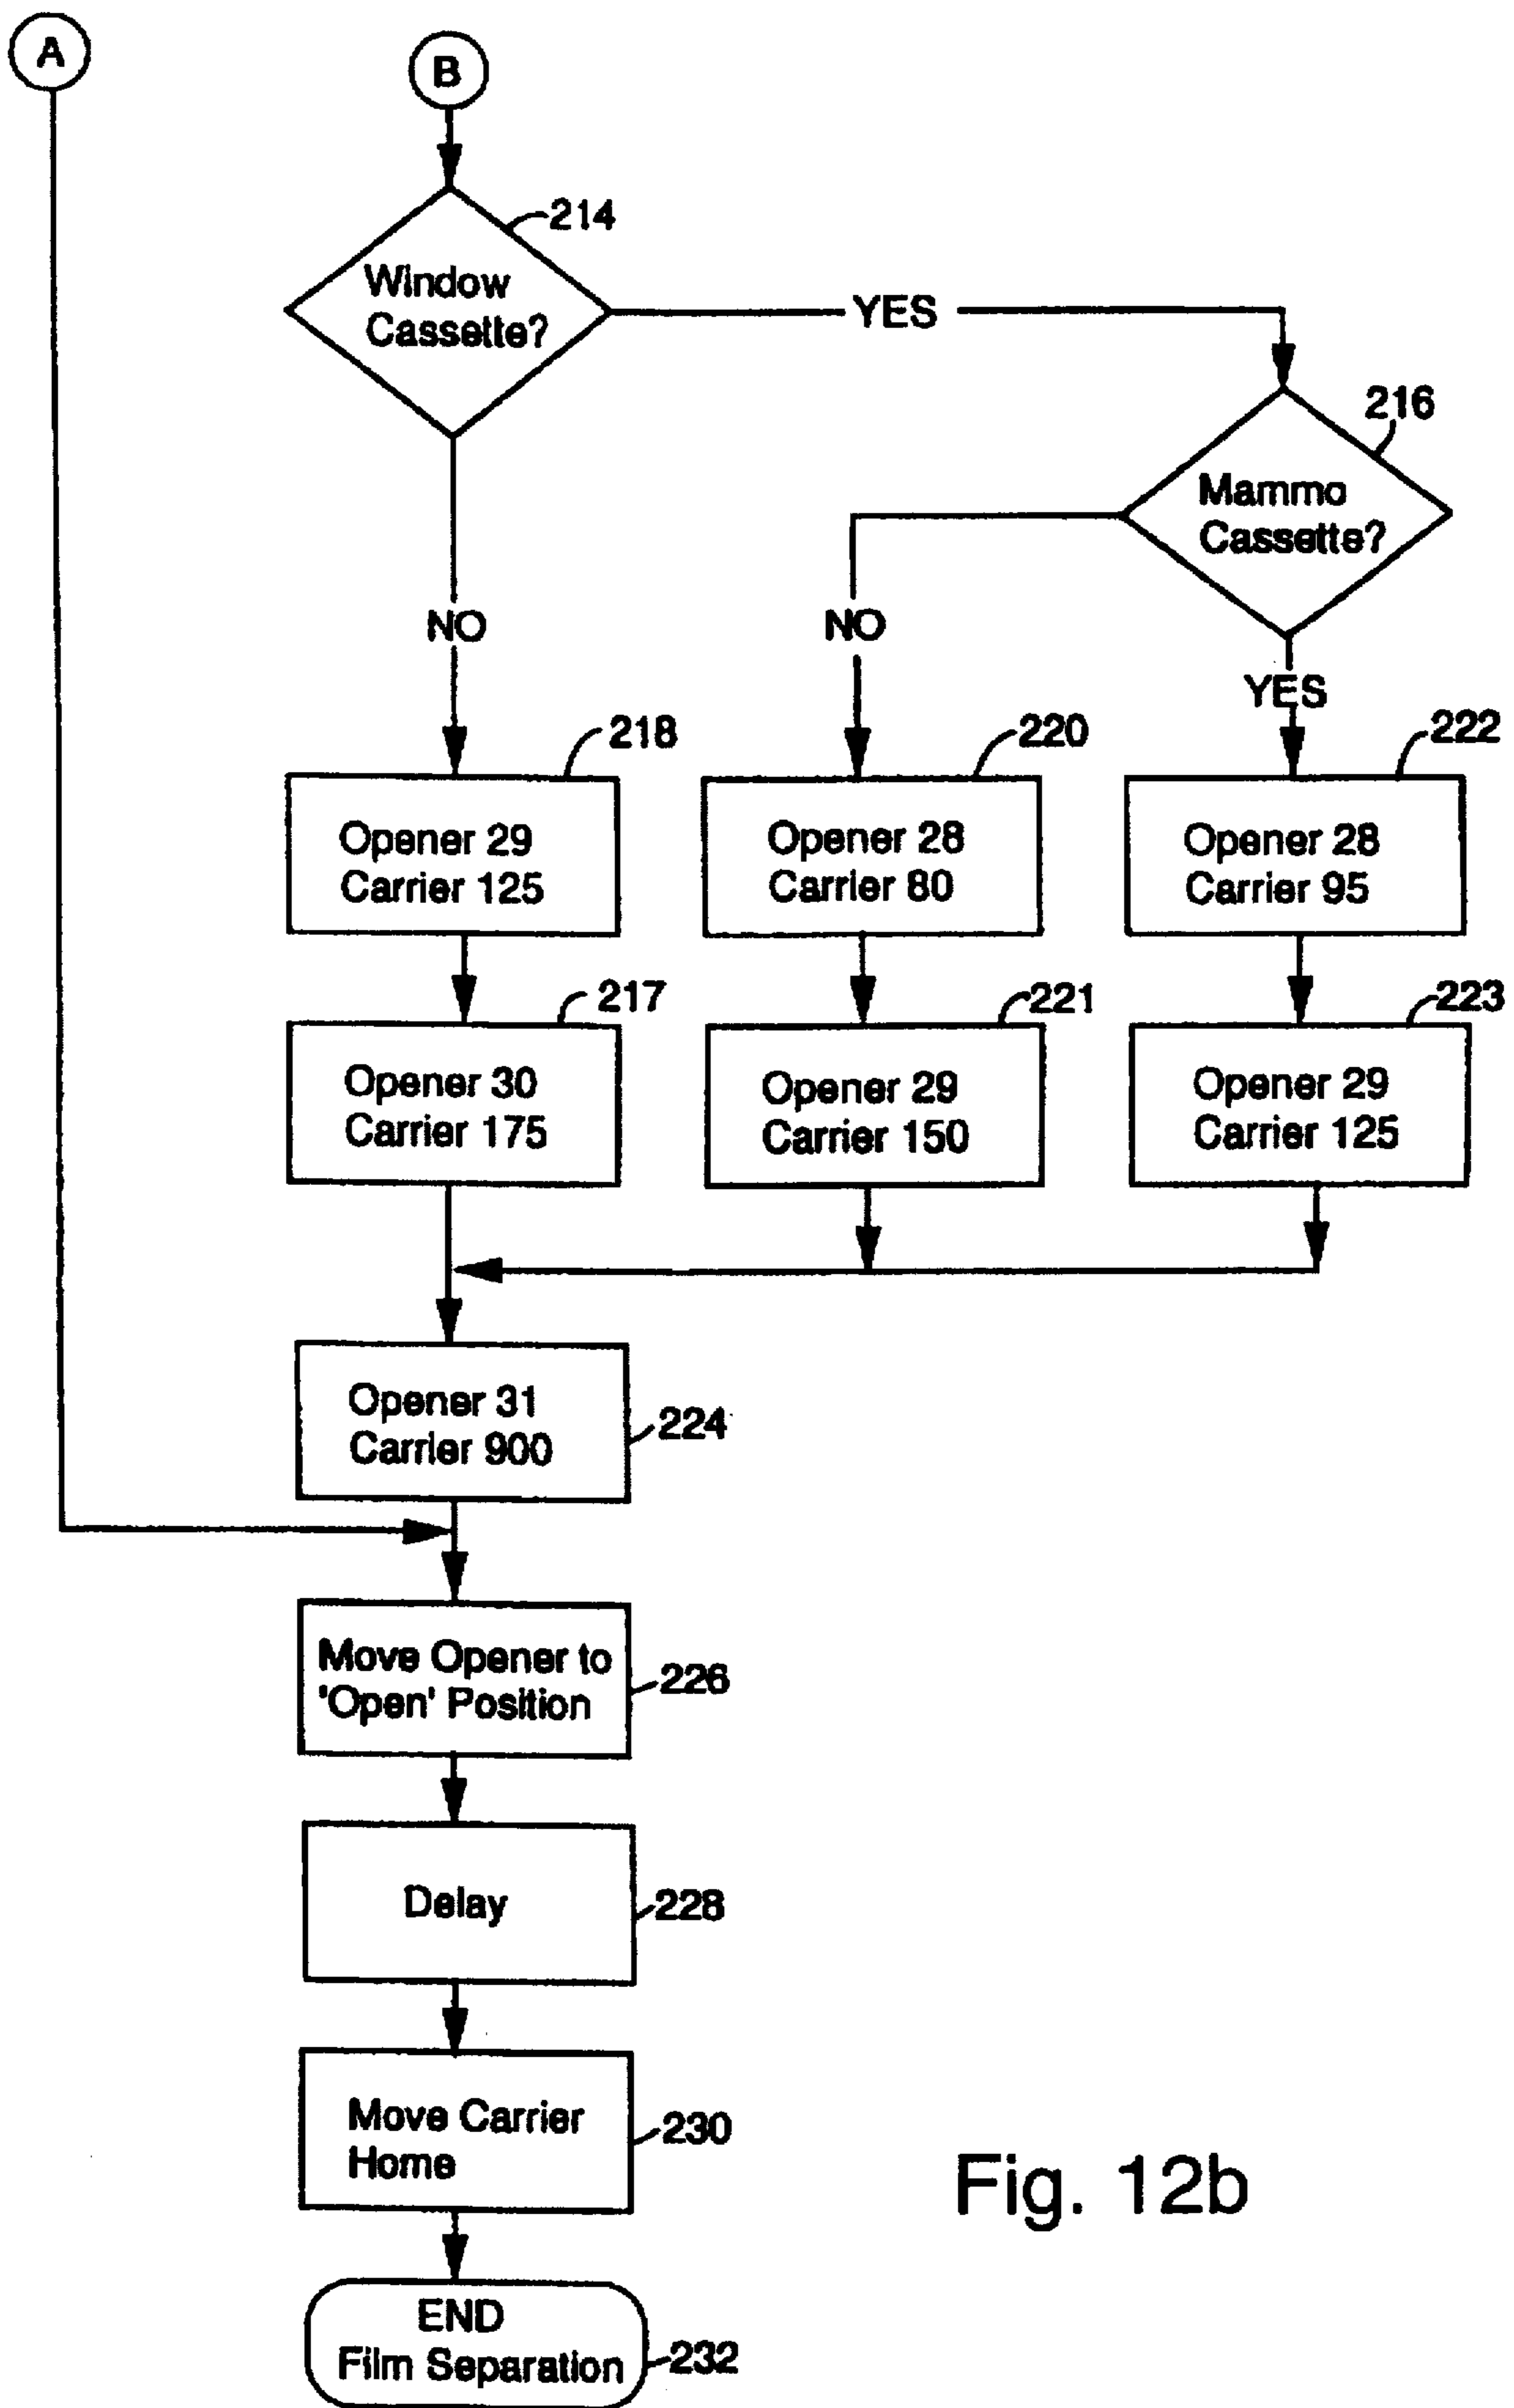 A
B
214
Window
Cassette?
YES
216
Mammo
Cassette?
NO
NO
YES
218
220
222
Opener 29
Carrier 125
Opener 28
Carrier 80
Opener 28
Carrier 95
217
221
223
Opener 30
Carrier 175
Opener 29
Carrier 150
Opener 29
Carrier 125
Opener 31
Carrier 900
224
Move Opener to
'Open' Position
226
Delay
228
Move Carrier
Home
230
Fig. 12b
END
Film Separation
232